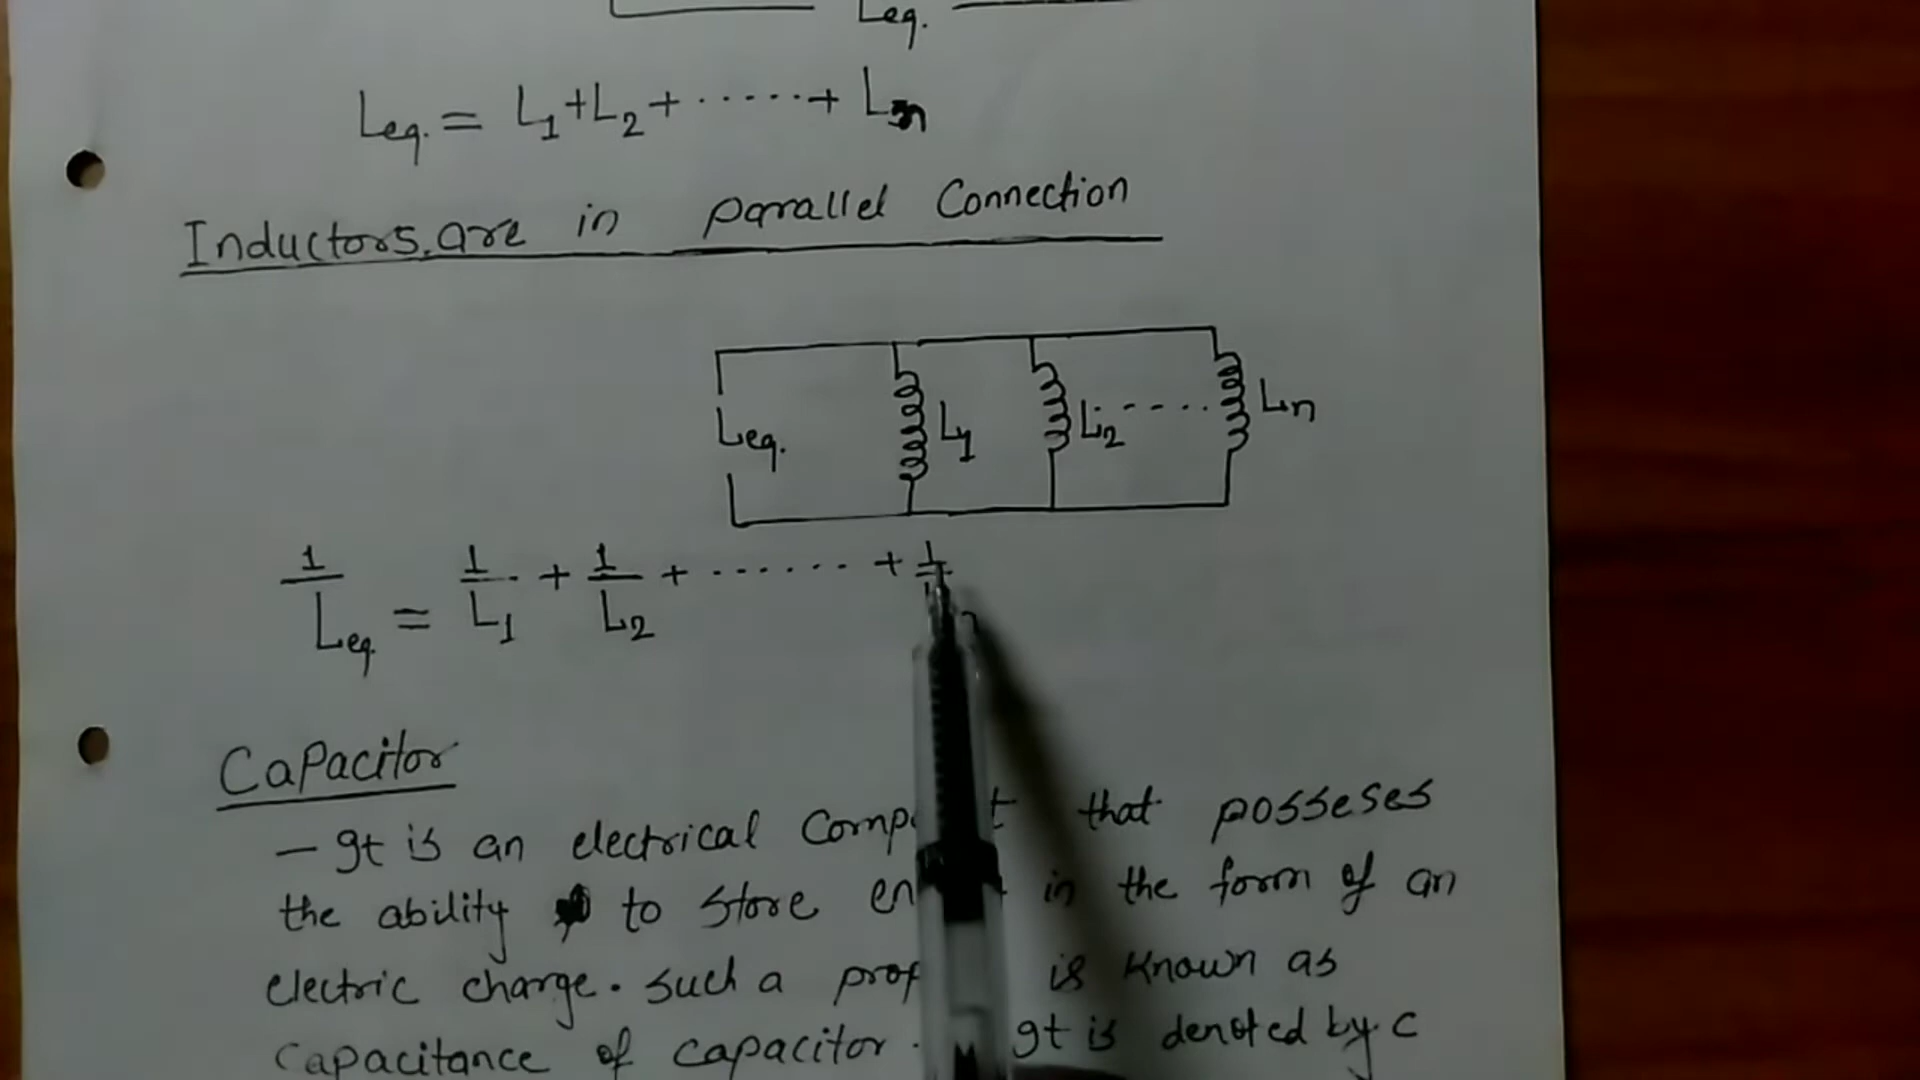 Leq.
Leq. = L1 + L2 + ...... + Ln
Inductors are in parallel Connection
Leq. L1 L2 ..... Ln
1/Leq. = 1/L1 + 1/L2 + ....... + 1/
Capacitor
- It is an electrical that posseses
the ability to store in the form of an
electric charge. Such a is known as
Capacitance of capacitor. It is denoted by C